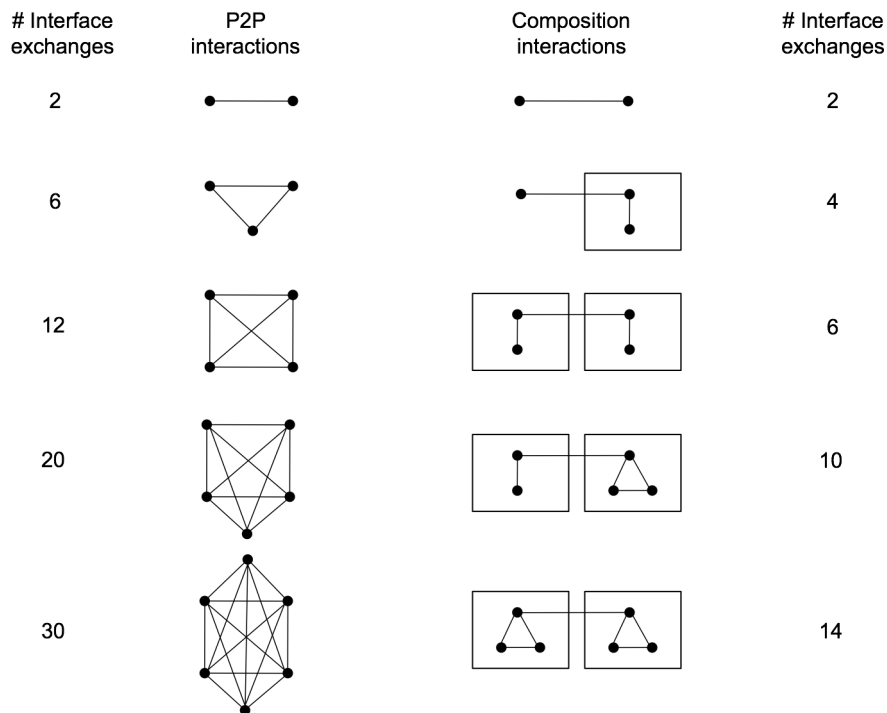 # Interface
exchanges
P2P
interactions
Composition
interactions
# Interface
exchanges
2
2
6
4
12
6
20
10
30
14